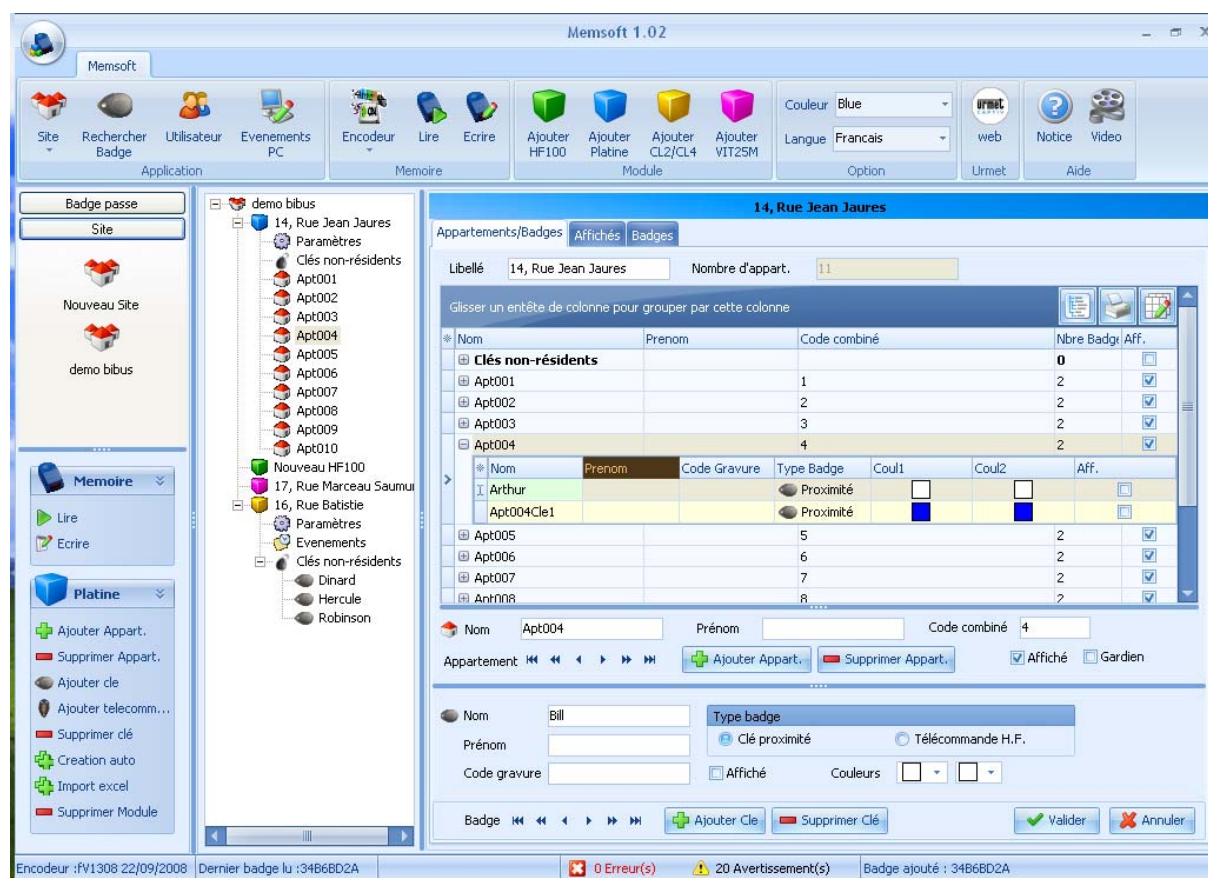 Memsoft 1.02
Memsoft
Site
Rechercher Badge
Utilisateur
Evenements PC
Application
Encodeur
Lire
Ecrire
Memoire
Ajouter HF100
Ajouter Platine
Ajouter CL2/CL4
Ajouter VIT25M
Module
Couleur Blue
Langue Francais
Option
urmet
web
Urmet
Notice
Video
Aide
Badge passe
Site
Nouveau Site
demo bibus
Memoire
Lire
Ecrire
Platine
Ajouter Appart.
Supprimer Appart.
Ajouter cle
Ajouter telecomm...
Supprimer clé
Creation auto
Import excel
Supprimer Module
demo bibus
14, Rue Jean Jaures
Paramètres
Clés non-résidents
Apt001
Apt002
Apt003
Apt004
Apt005
Apt006
Apt007
Apt008
Apt009
Apt010
Nouveau HF100
17, Rue Marceau Saumur
16, Rue Batistie
Paramètres
Evenements
Clés non-résidents
Dinard
Hercule
Robinson
14, Rue Jean Jaures
Appartements/Badges Affichés Badges
Libellé 14, Rue Jean Jaures Nombre d'appart. 11
Glisser un entête de colonne pour grouper par cette colonne
Nom Prenom Code combiné Nbre Badge Aff.
Clés non-résidents 0
Apt001 1 2
Apt002 2 2
Apt003 3 2
Apt004 4 2
Nom Prenom Code Gravure Type Badge Coul1 Coul2 Aff.
Arthur Proximité
Apt004Cle1 Proximité
Apt005 5 2
Apt006 6 2
Apt007 7 2
Apt008 8 2
Nom Apt004 Prénom Code combiné 4
Appartement Ajouter Appart. Supprimer Appart. Affiché Gardien
Nom Bill
Prénom
Code gravure
Type badge
Clé proximité Télécommande H.F.
Affiché Couleurs
Badge Ajouter Cle Supprimer Clé Valider Annuler
Encodeur :fV1308 22/09/2008 Dernier badge lu :34B6BD2A 0 Erreur(s) 20 Avertissement(s) Badge ajouté : 34B6BD2A